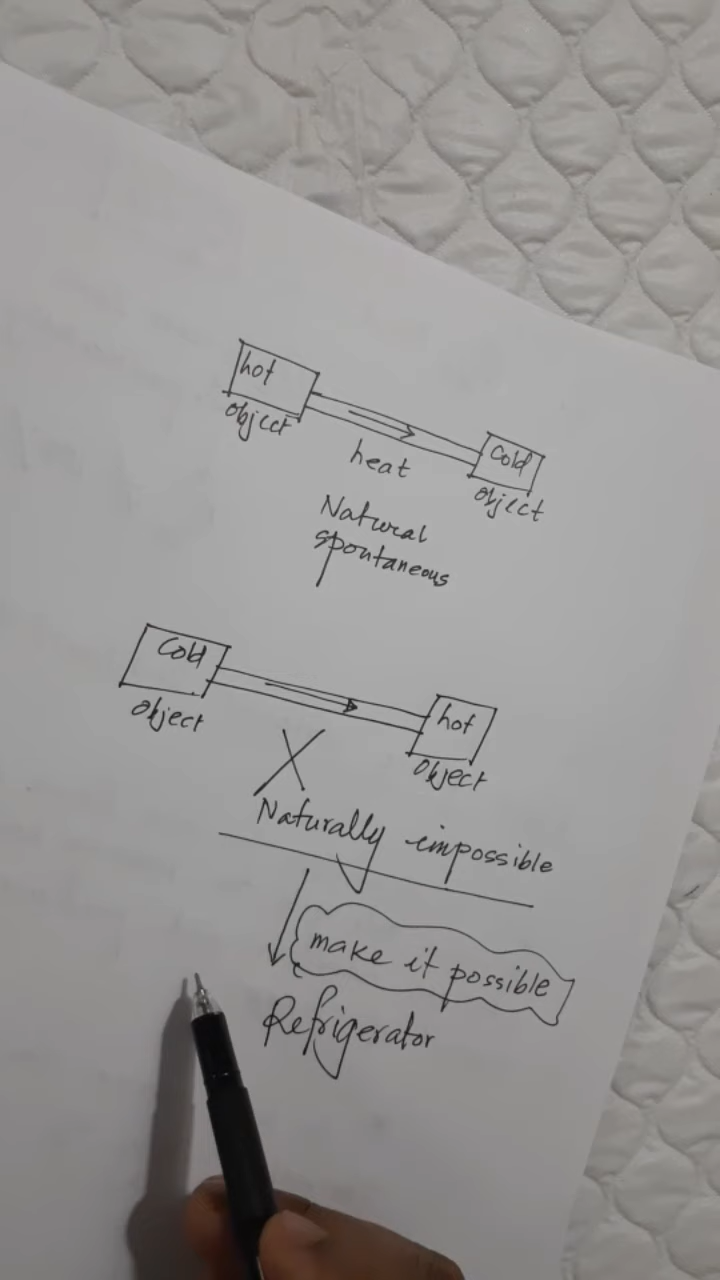 hot
object
heat
Cold
object
Natural
spontaneous
Cold
object
hot
object
Naturally impossible
make it possible
Refrigerator